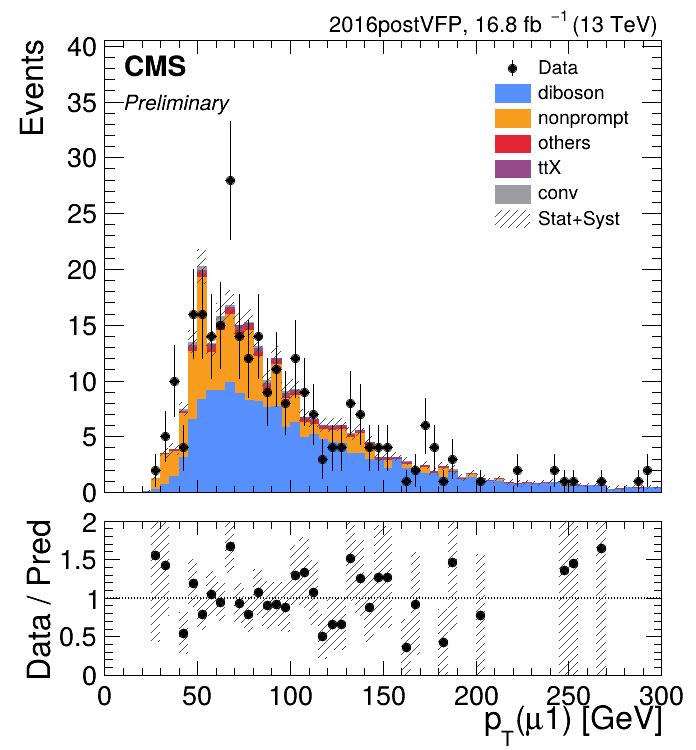 2016postVFP, 16.8 fb⁻¹ (13 TeV)
CMS
Preliminary
Events
40
35
30
25
20
15
10
5
0
Data
diboson
nonprompt
others
ttX
conv
Stat+Syst
Data / Pred
2
1.5
1
0.5
0
0 50 100 150 200 250 300
p_T(μ1) [GeV]